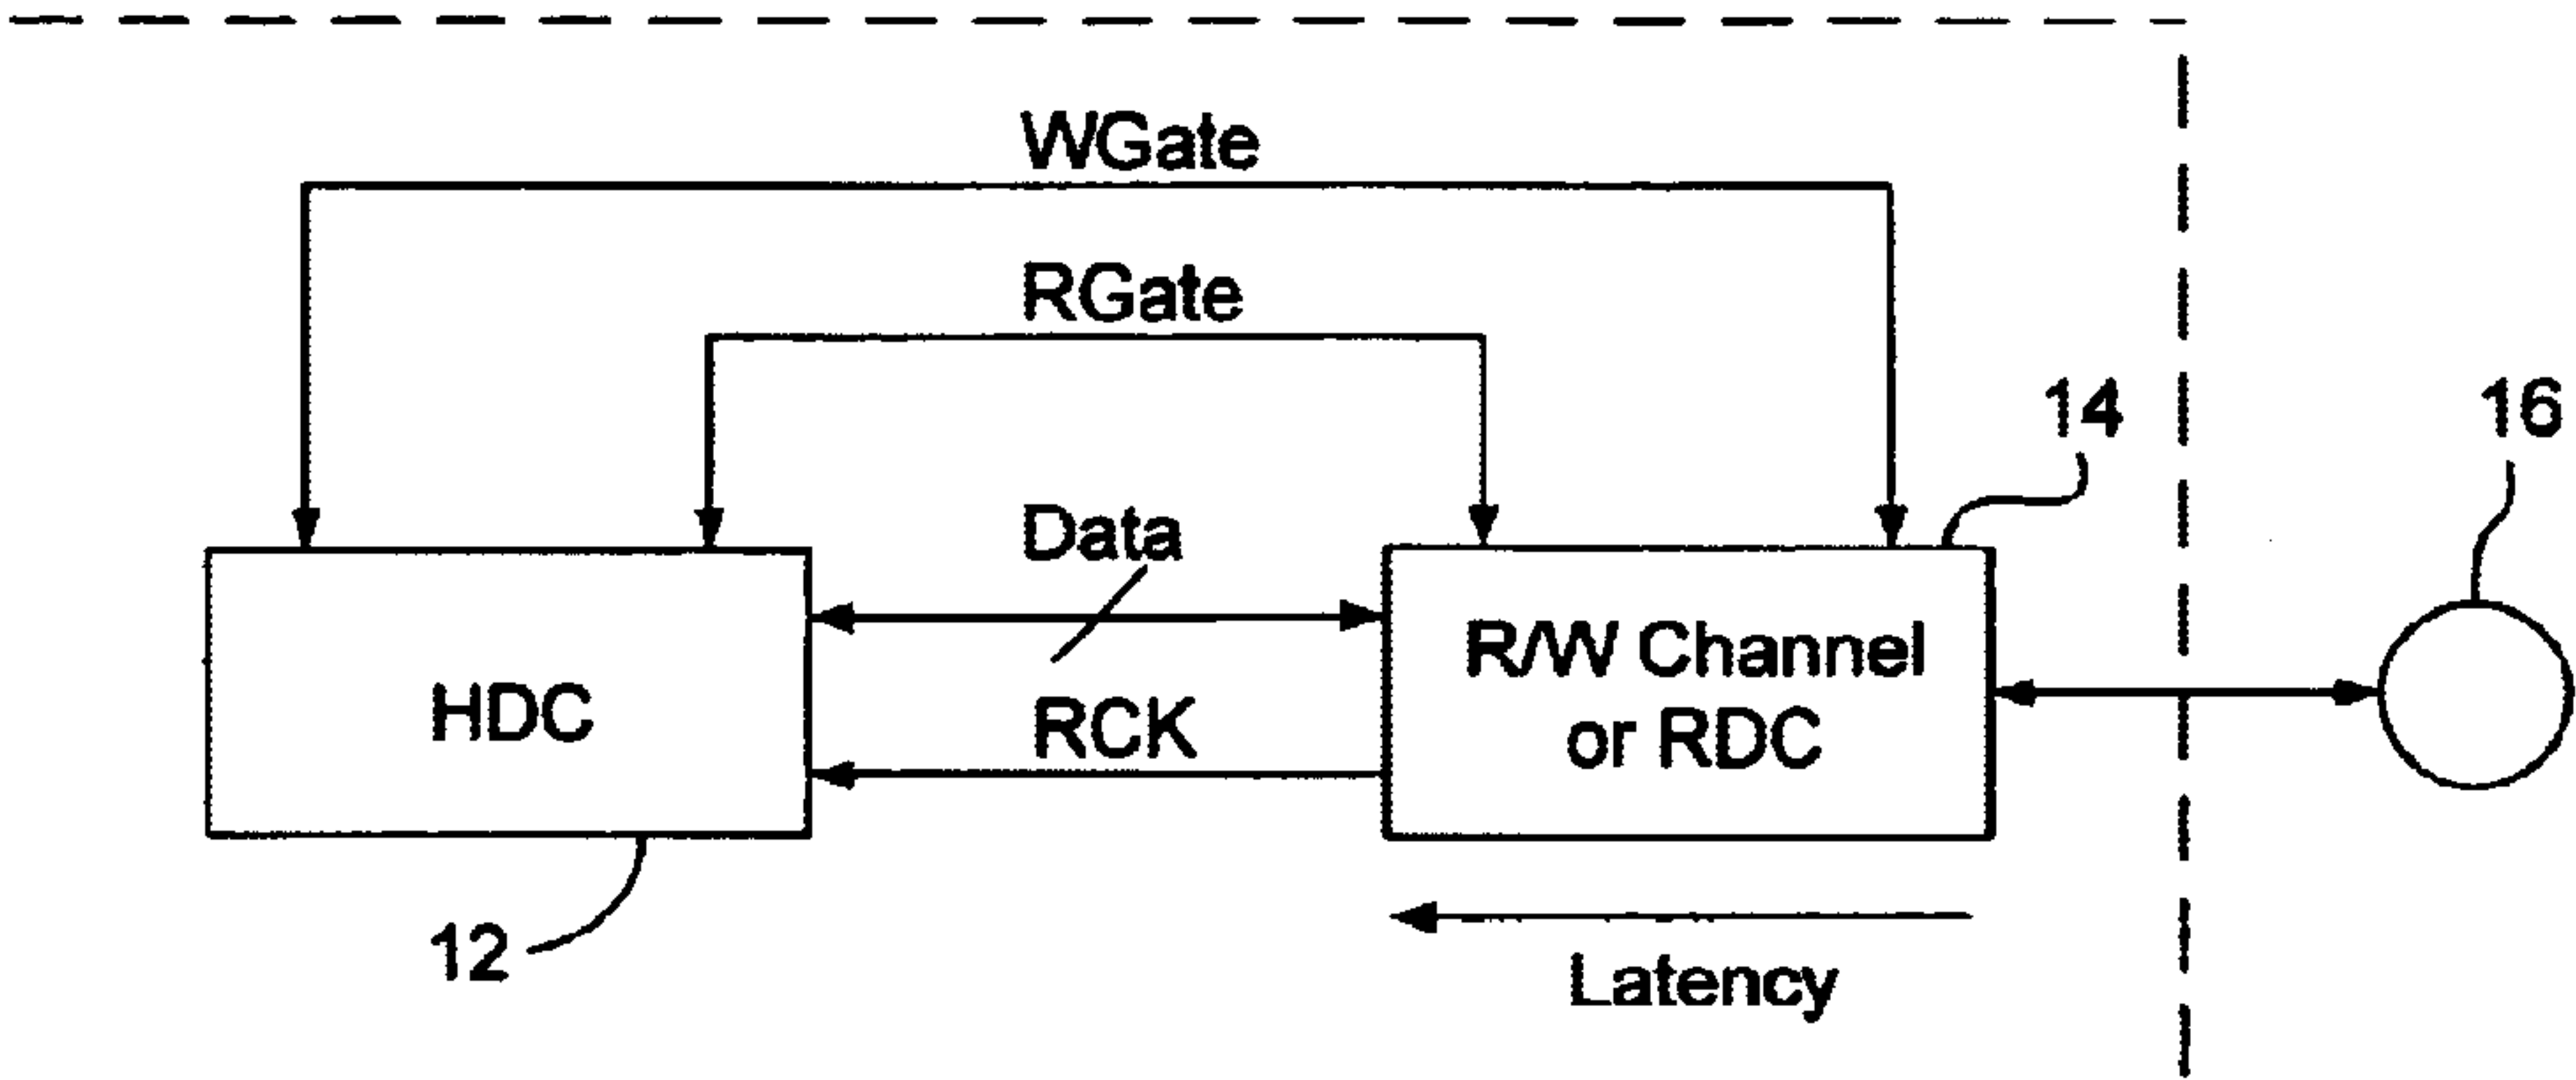 WGate
RGate
14
16
Data
R/W Channel
or RDC
HDC
RCK
12
Latency